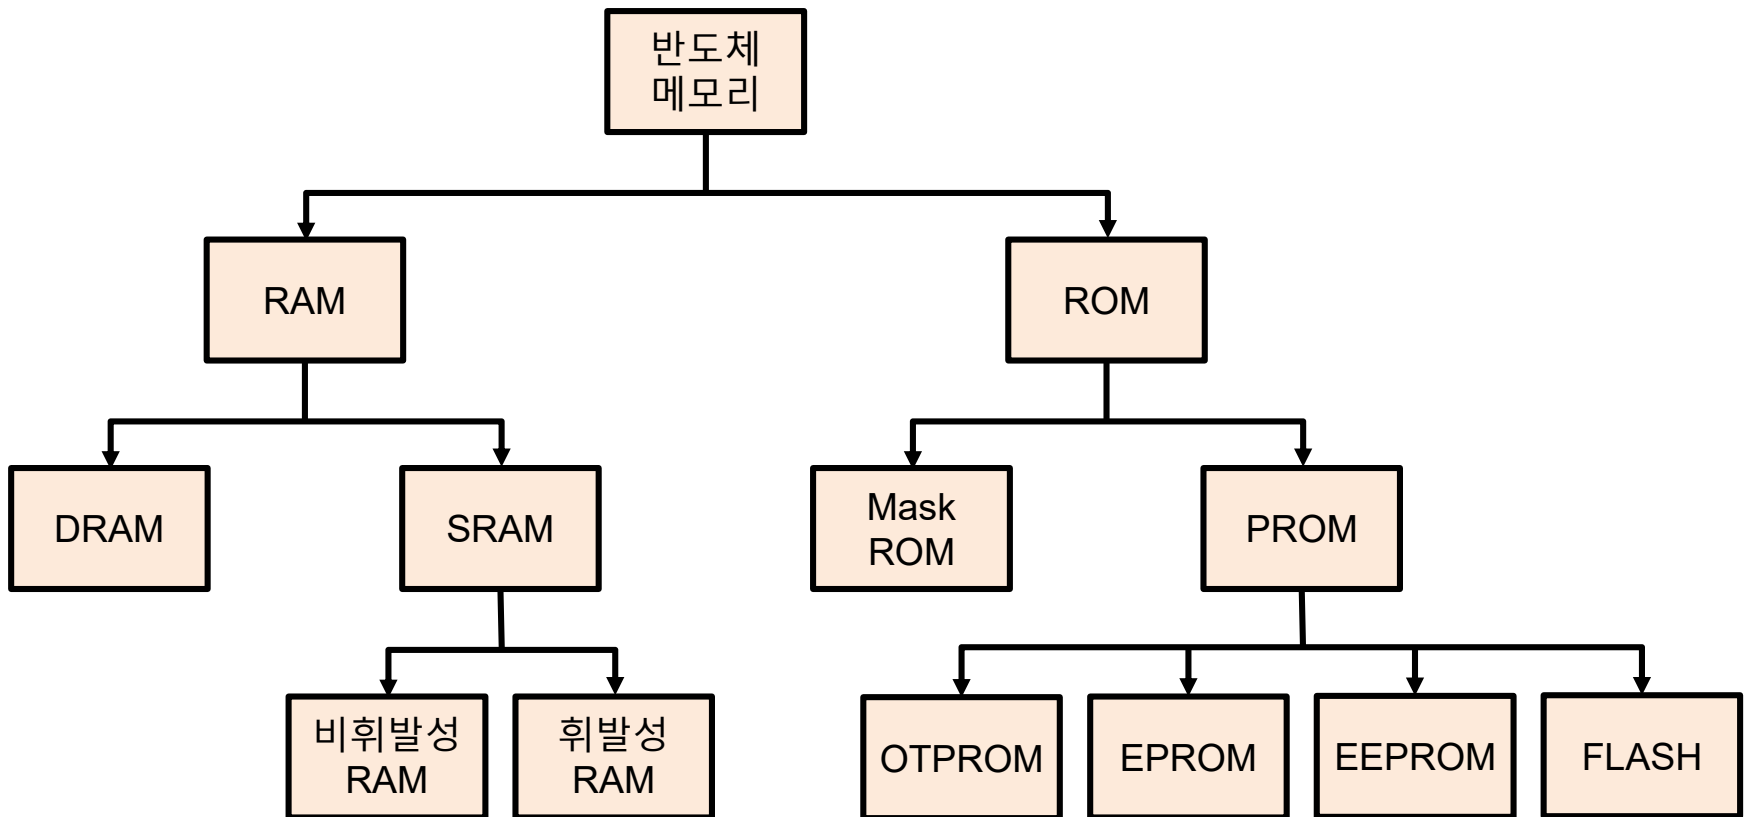 반도체
메모리
RAM
ROM
DRAM
SRAM
Mask
ROM
PROM
비휘발성
RAM
휘발성
RAM
OTPROM
EPROM
EEPROM
FLASH